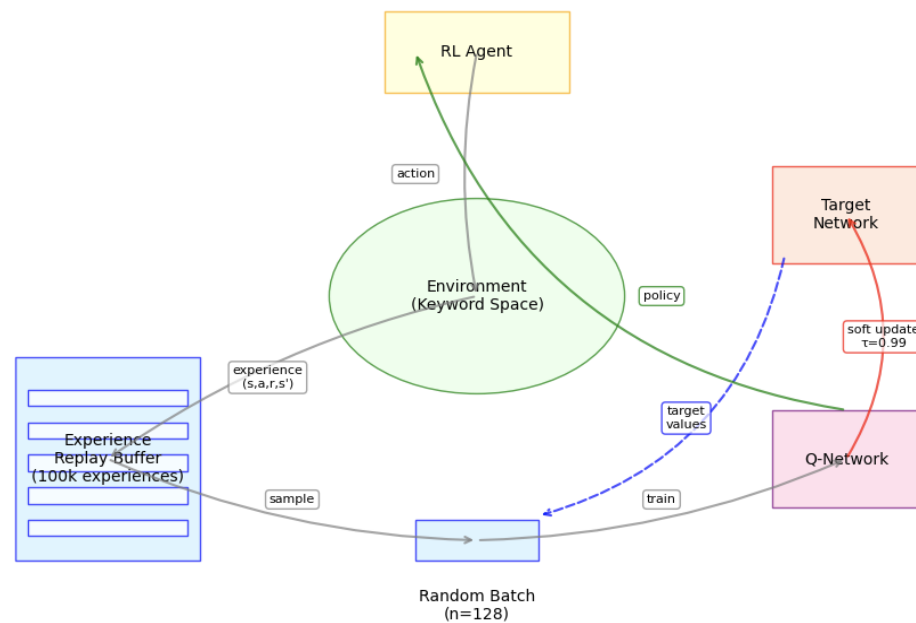 RL Agent
action
Target
Network
Environment
(Keyword Space)
policy
soft update
τ=0.99
experience
(s,a,r,s')
target
values
Experience
Replay Buffer
(100k experiences)
Q-Network
sample
train
Random Batch
(n=128)